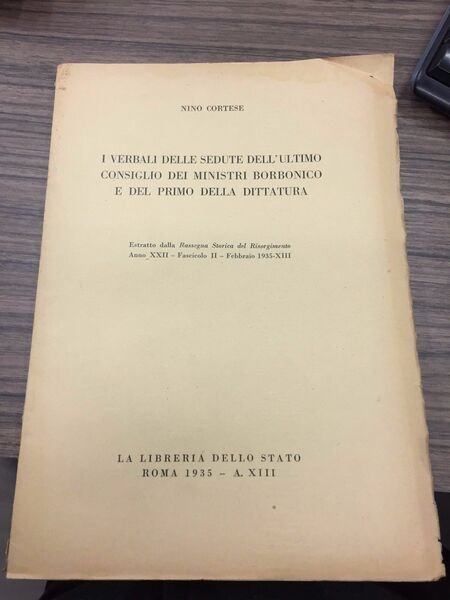 NINO CORTESE
I VERBALI DELLE SEDUTE DELL'ULTIMO
CONSIGLIO DEI MINISTRI BORBONICO
E DEL PRIMO DELLA DITTATURA
Estratto dalla Rassegna Storica del Risorgimento
Anno XXII – Fascicolo II – Febbraio 1935-XIII
LA LIBRERIA DELLO STATO
ROMA 1935 – A. XIII